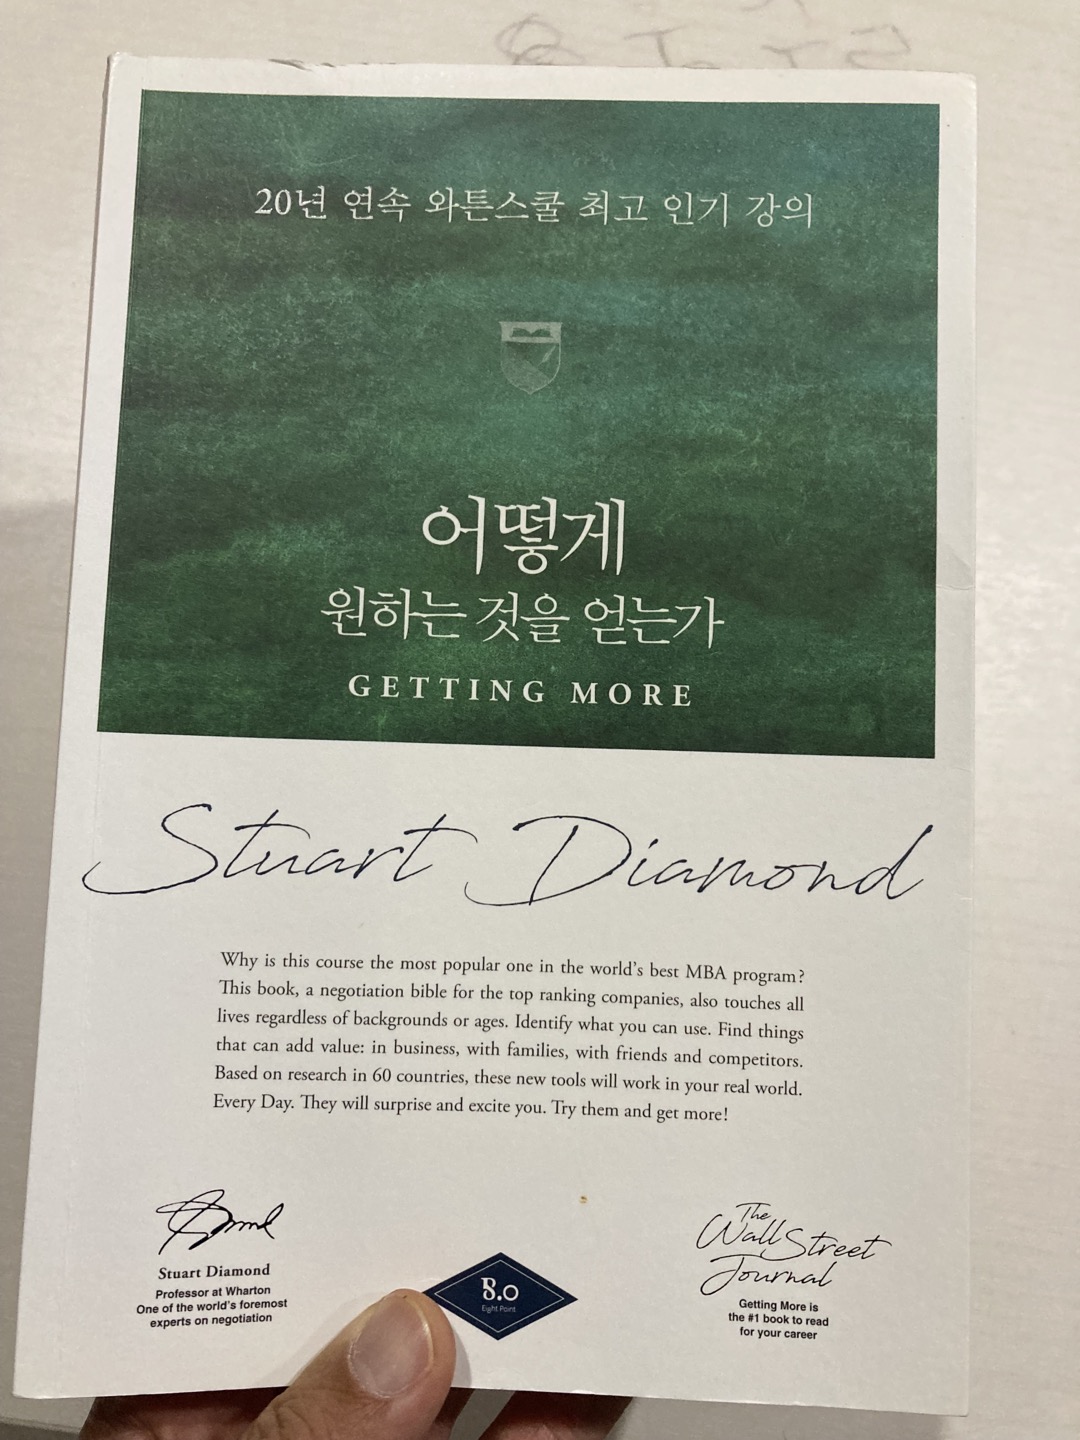 20년 연속 와튼스쿨 최고 인기 강의
어떻게
원하는 것을 얻는가
GETTING MORE
Stuart Diamond
Why is this course the most popular one in the world's best MBA program?
This book, a negotiation bible for the top ranking companies, also touches all
lives regardless of backgrounds or ages. Identify what you can use. Find things
that can add value: in business, with families, with friends and competitors.
Based on research in 60 countries, these new tools will work in your real world.
Every Day. They will surprise and excite you. Try them and get more!
Stuart Diamond
Professor at Wharton
One of the world's foremost
experts on negotiation
8.0
Eight Point
The
Wall Street
Journal
Getting More is
the #1 book to read
for your career